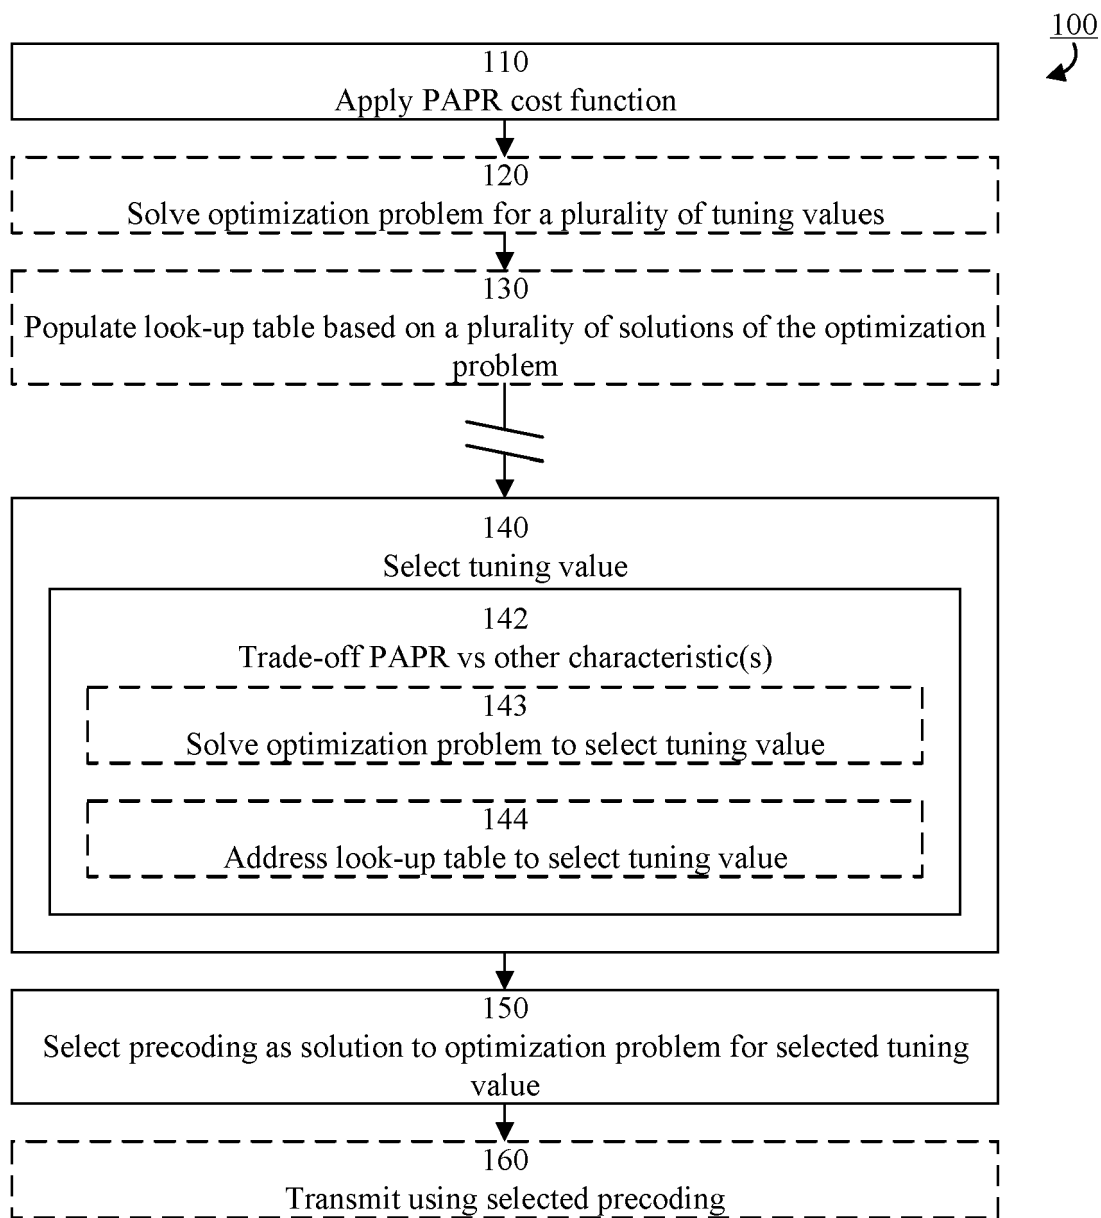 100
110
Apply PAPR cost function
120
Solve optimization problem for a plurality of tuning values
130
Populate look-up table based on a plurality of solutions of the optimization
problem
140
Select tuning value
142
Trade-off PAPR vs other characteristic(s)
143
Solve optimization problem to select tuning value
144
Address look-up table to select tuning value
150
Select precoding as solution to optimization problem for selected tuning
value
160
Transmit using selected precoding